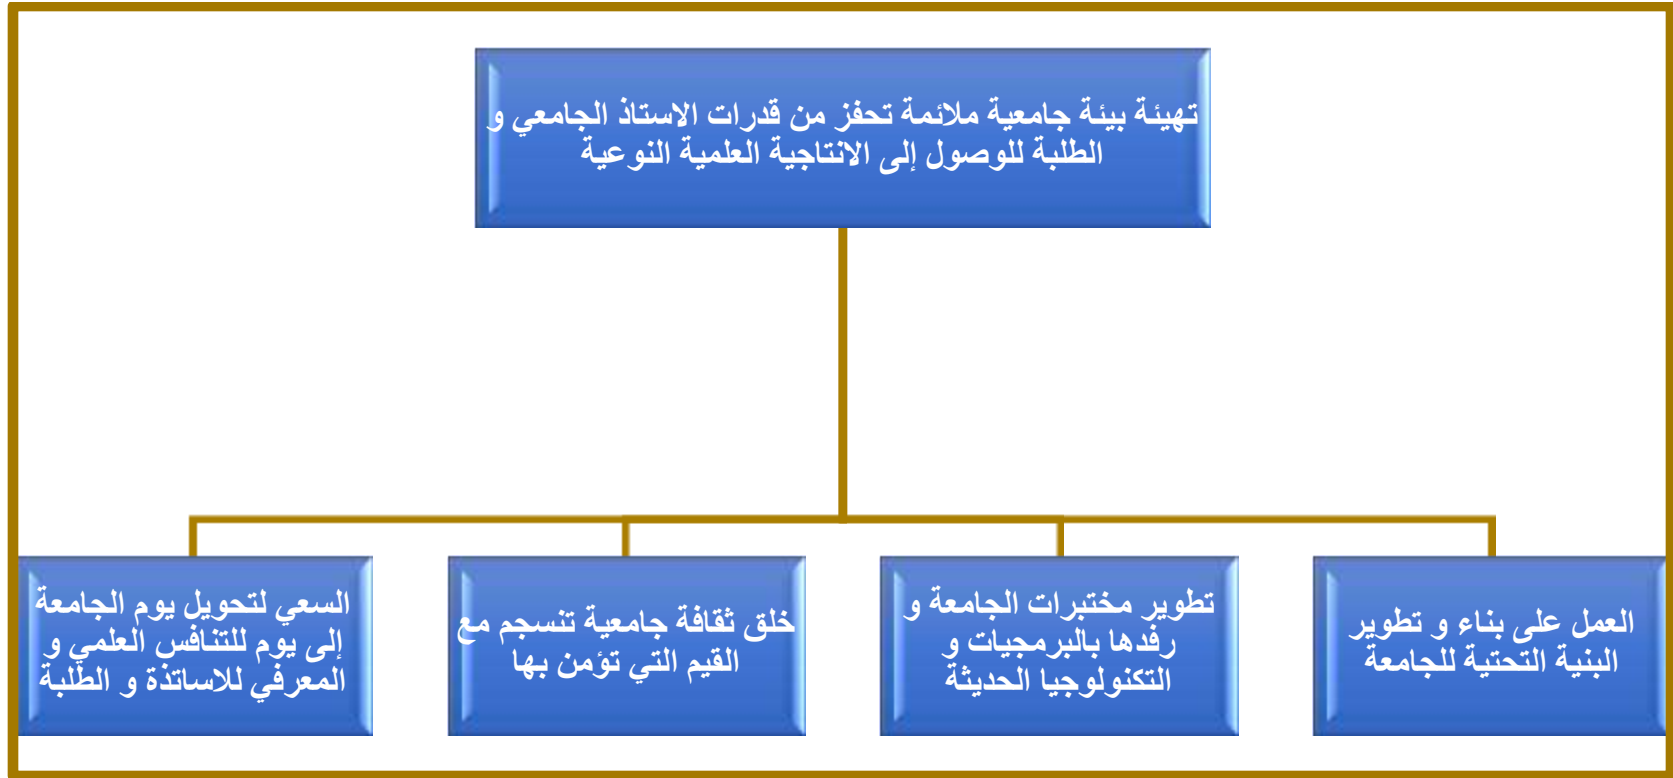 تهيئة بيئة جامعية ملائمة تحفز من قدرات الاستاذ الجامعي و
الطلبة للوصول إلى الانتاجية العلمية النوعية
العمل على بناء و تطوير
البنية التحتية للجامعة
تطوير مختبرات الجامعة و
رفدها بالبرمجيات و
التكنولوجيا الحديثة
خلق ثقافة جامعية تنسجم مع
القيم التي تؤمن بها
السعي لتحويل يوم الجامعة
إلى يوم للتنافس العلمي و
المعرفي للاساتذة و الطلبة